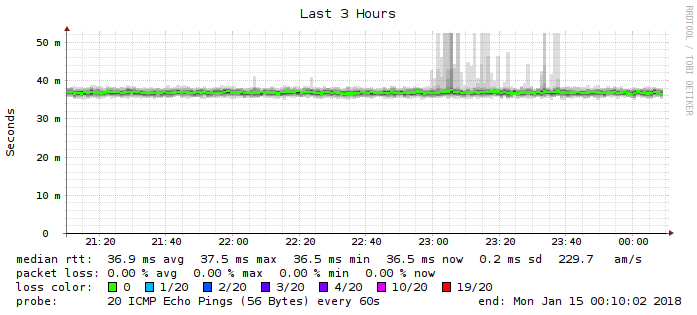 Last 3 Hours
RRDTOOL / TOBI OETIKER
Seconds
50 m
40 m
30 m
20 m
10 m
0
21:20 21:40 22:00 22:20 22:40 23:00 23:20 23:40 00:00
median rtt: 36.9 ms avg 37.5 ms max 36.5 ms min 36.5 ms now 0.2 ms sd 229.7 am/s
packet loss: 0.00 % avg 0.00 % max 0.00 % min 0.00 % now
loss color: 0 1/20 2/20 3/20 4/20 10/20 19/20
probe: 20 ICMP Echo Pings (56 Bytes) every 60s end: Mon Jan 15 00:10:02 2018